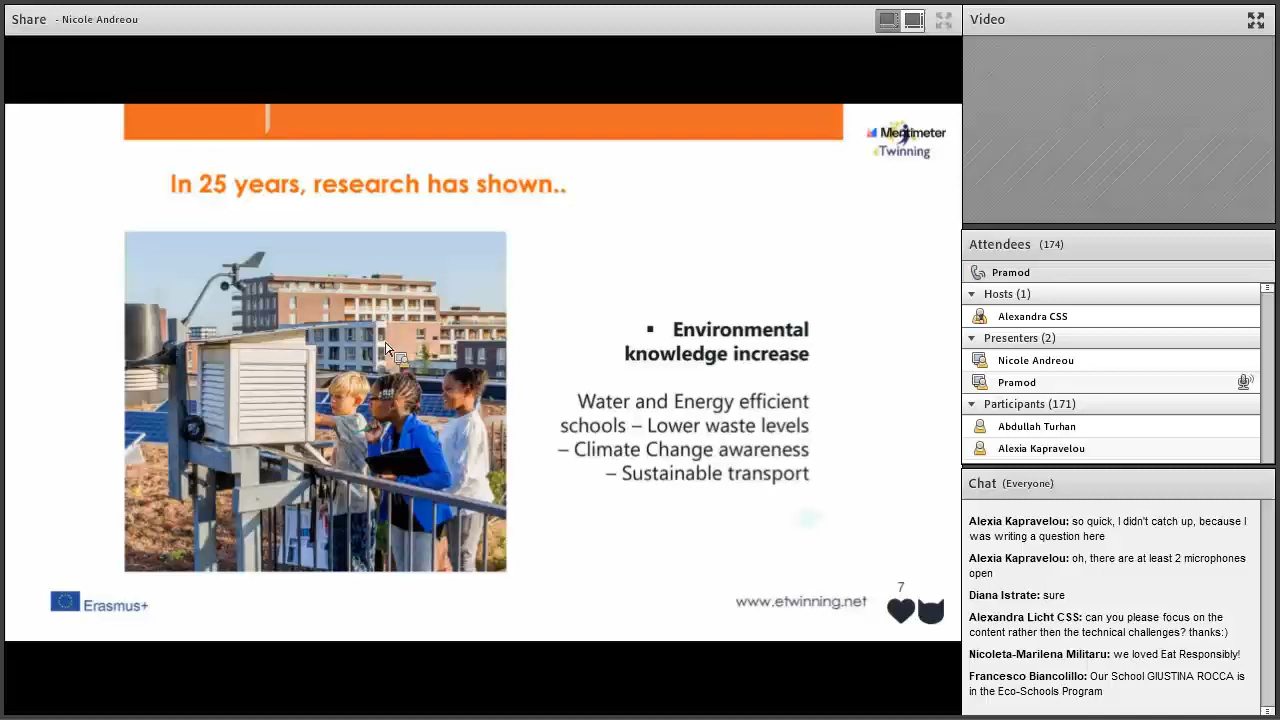 Share - Nicole Andreou
Mentimeter
eTwinning
In 25 years, research has shown..
▪ Environmental
knowledge increase
Water and Energy efficient
schools – Lower waste levels
– Climate Change awareness
– Sustainable transport
Erasmus+
www.etwinning.net
7
Video
Attendees (174)
Pramod
Hosts (1)
Alexandra CSS
Presenters (2)
Nicole Andreou
Pramod
Participants (171)
Abdullah Turhan
Alexia Kapravelou
Chat (Everyone)
Alexia Kapravelou: so quick, I didn't catch up, because I
was writing a question here
Alexia Kapravelou: oh, there are at least 2 microphones
open
Diana Istrate: sure
Alexandra Licht CSS: can you please focus on the
content rather then the technical challenges? thanks:)
Nicoleta-Marilena Militaru: we loved Eat Responsibly!
Francesco Biancolillo: Our School GIUSTINA ROCCA is
in the Eco-Schools Program